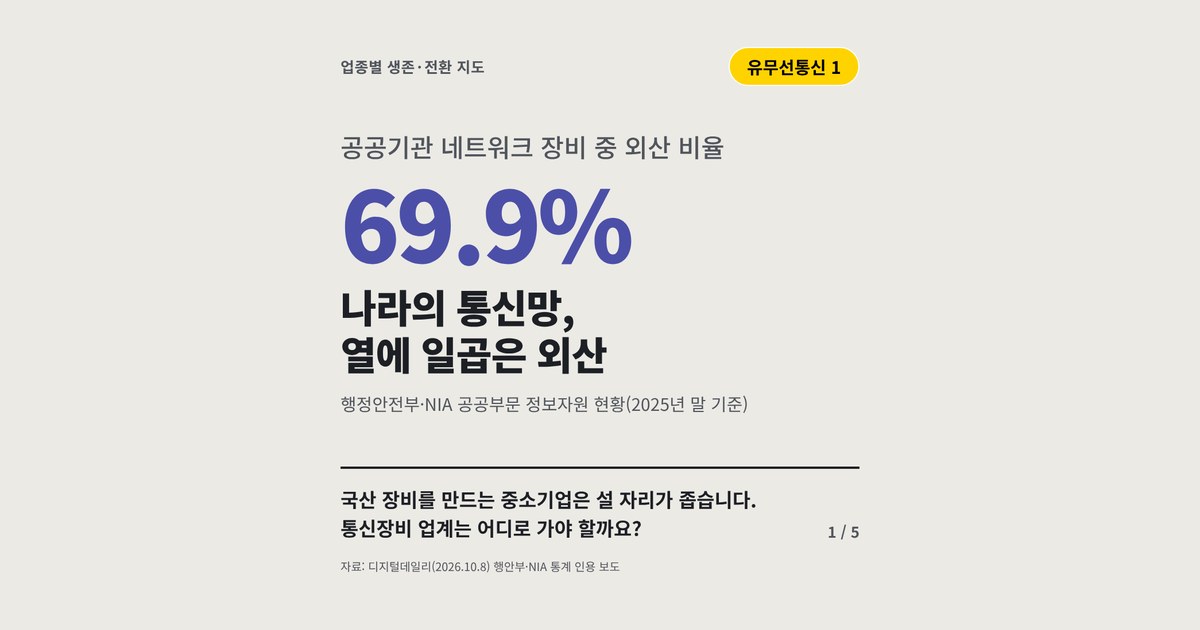 업종별 생존·전환 지도
유무선통신 1
공공기관 네트워크 장비 중 외산 비율
69.9%
나라의 통신망,
열에 일곱은 외산
행정안전부·NIA 공공부문 정보자원 현황(2025년 말 기준)
국산 장비를 만드는 중소기업은 설 자리가 좁습니다.
통신장비 업계는 어디로 가야 할까요?
1 / 5
자료: 디지털데일리(2026.10.8) 행안부·NIA 통계 인용 보도